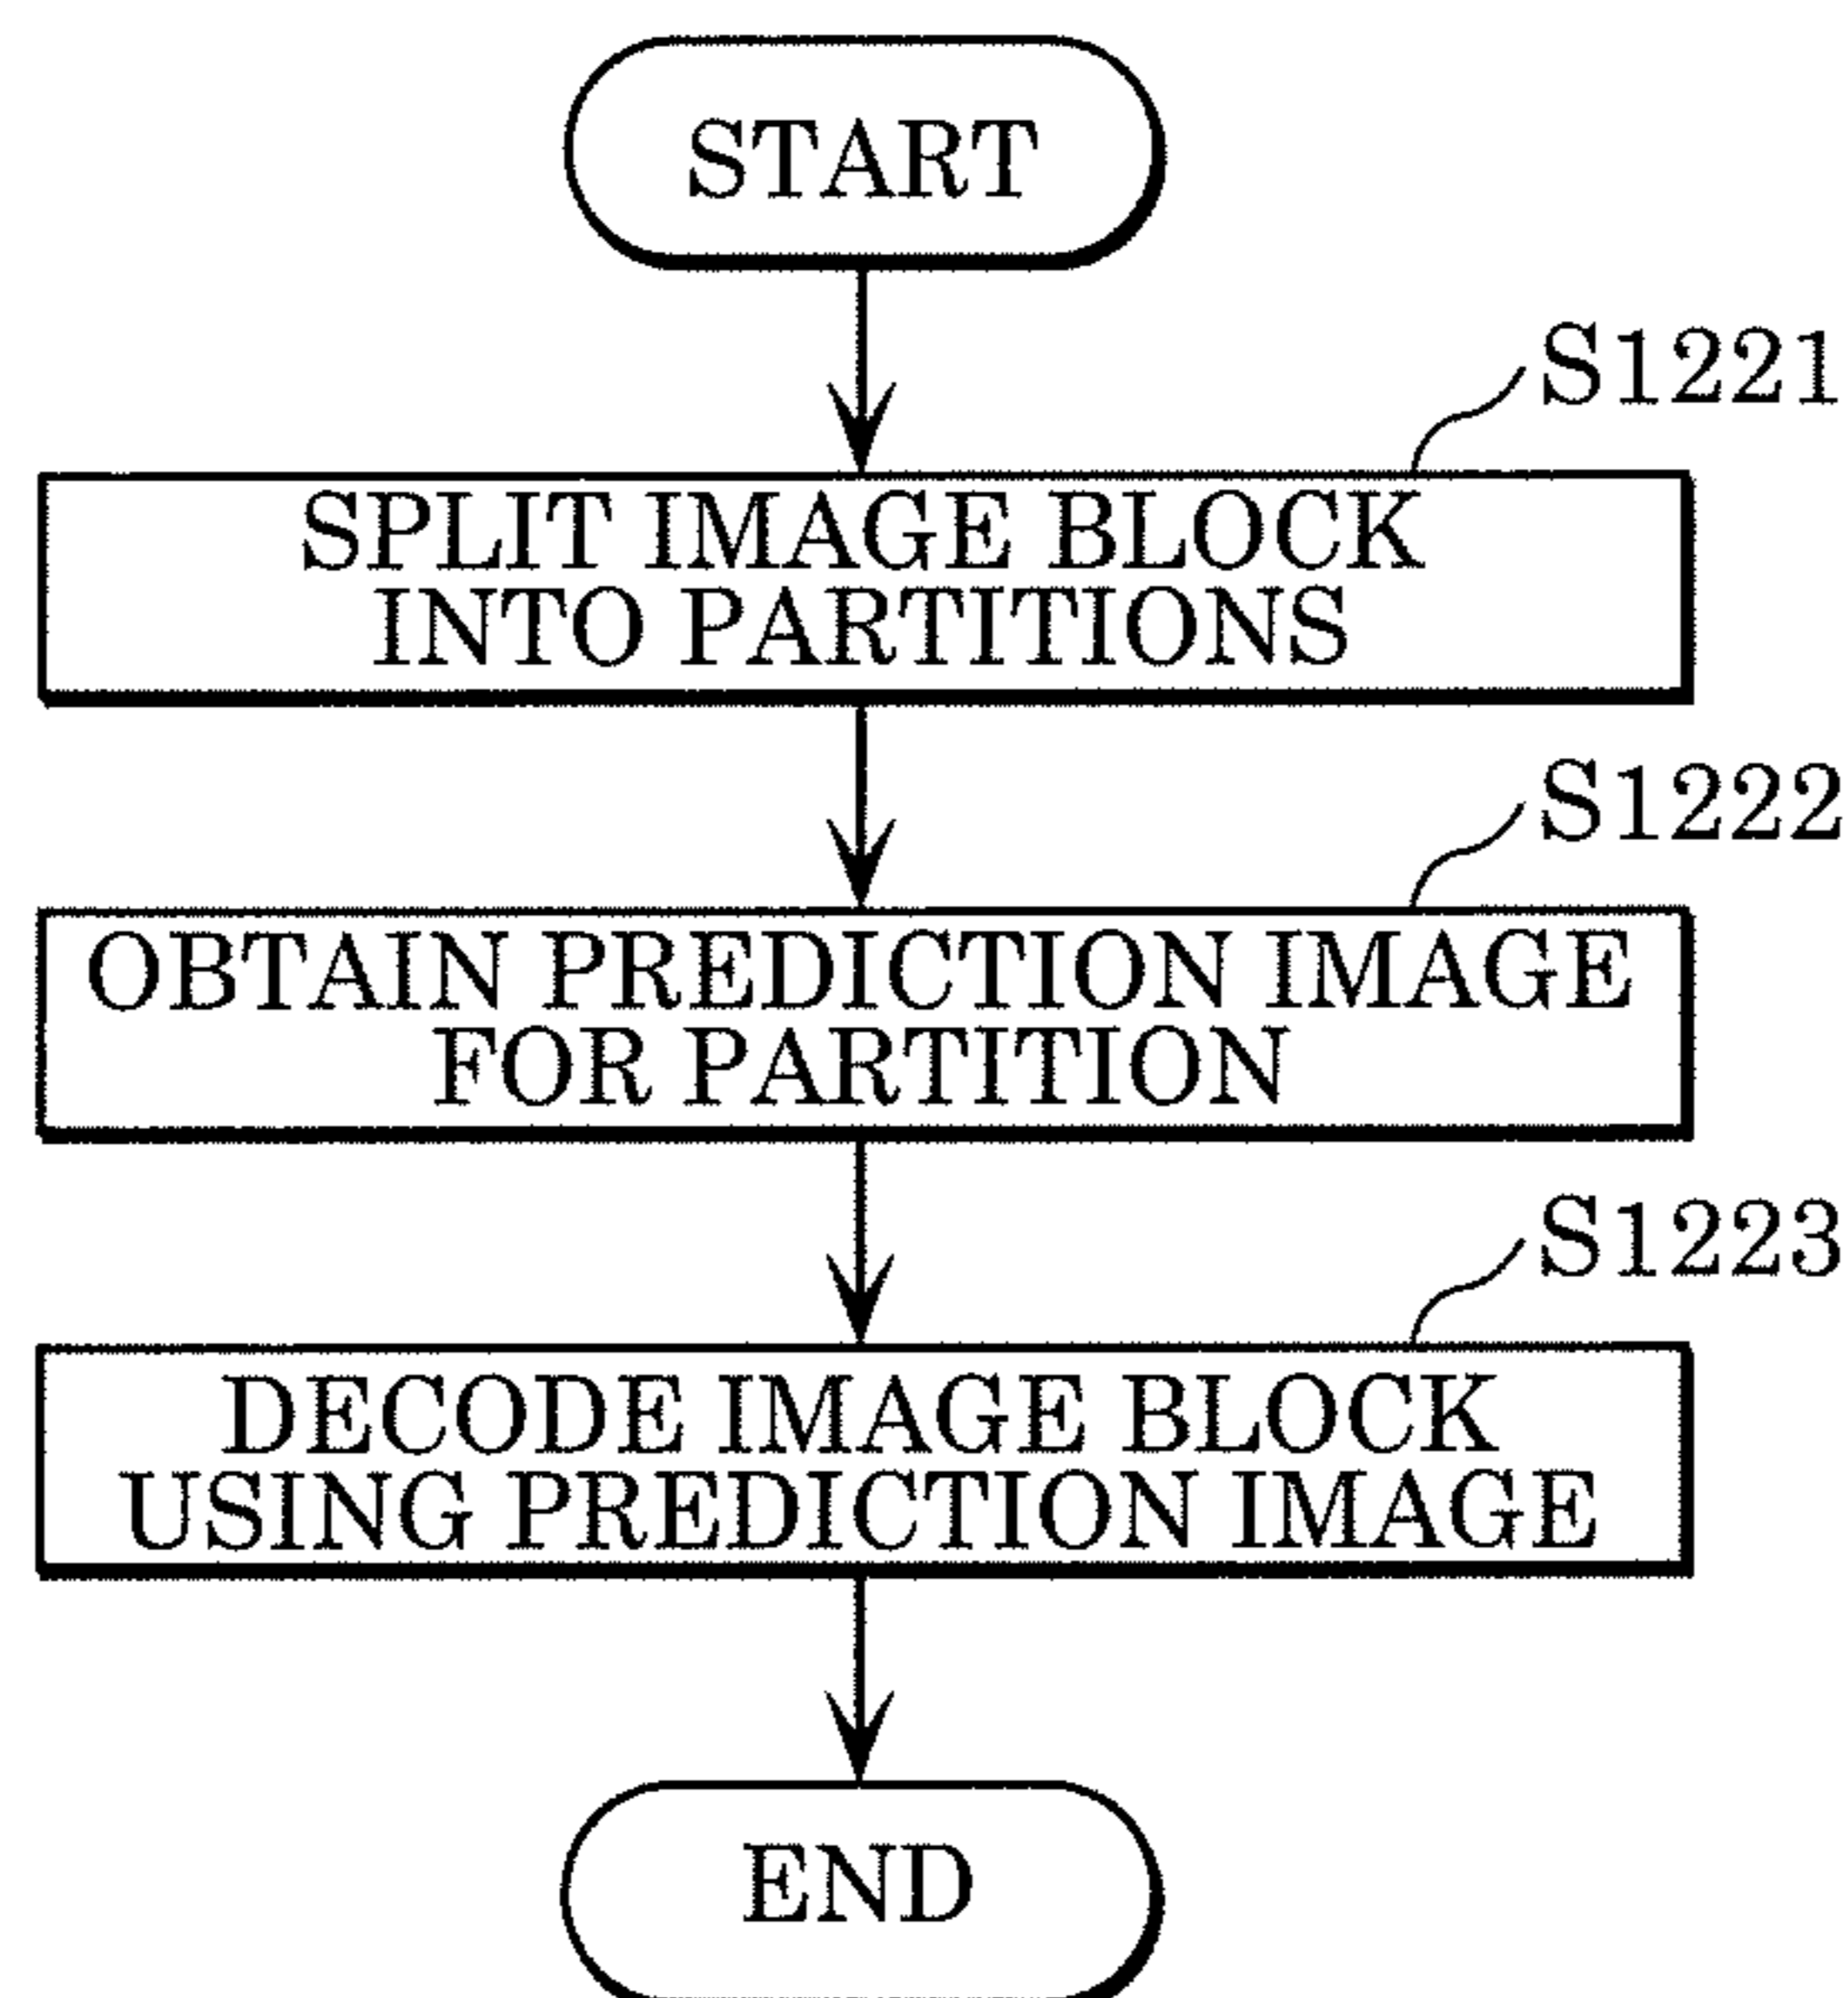 START
S1221
SPLIT IMAGE BLOCK
INTO PARTITIONS
S1222
OBTAIN PREDICTION IMAGE
FOR PARTITION
S1223
DECODE IMAGE BLOCK
USING PREDICTION IMAGE
END